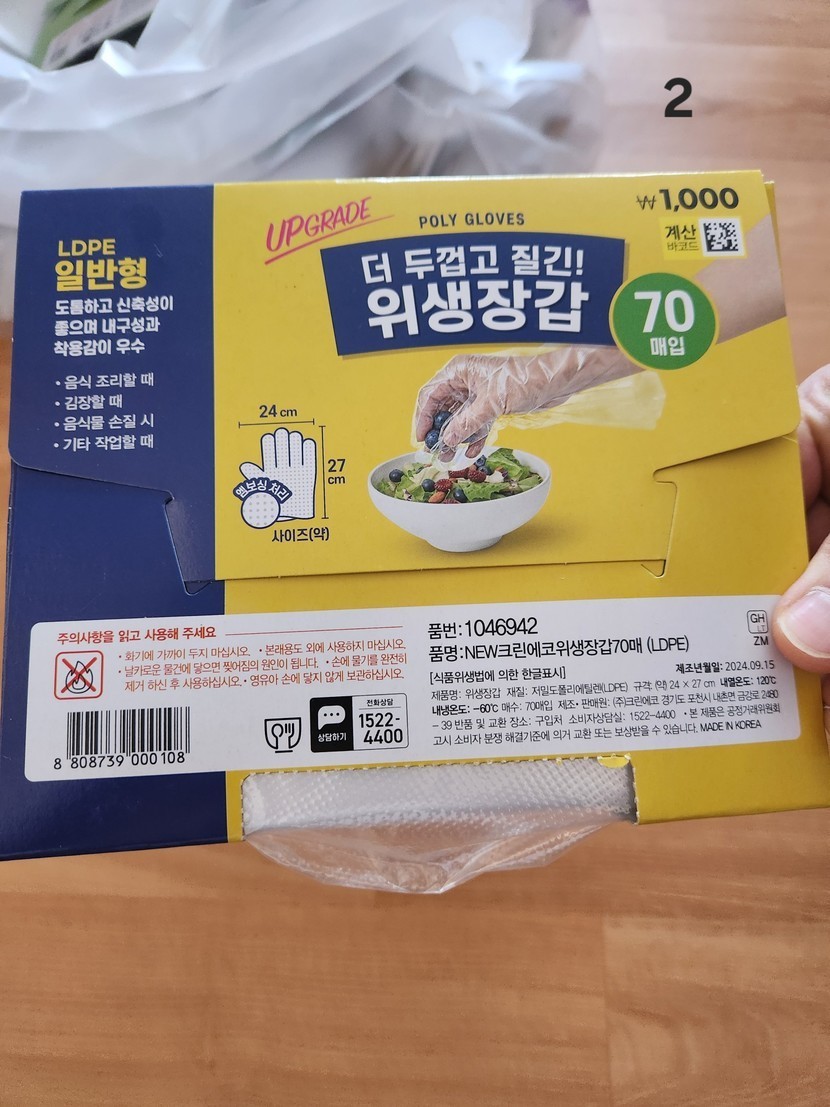 2
LDPE
일반형
도톰하고 신축성이
좋으며 내구성과
착용감이 우수
• 음식 조리할 때
• 김장할 때
• 음식물 손질 시
• 기타 작업할 때
UPGRADE
POLY GLOVES
더 두껍고 질긴!
위생장갑
₩1,000
계산
바코드
70
매입
24 cm
27
cm
엠보싱 처리
사이즈(약)
주의사항을 읽고 사용해 주세요
• 화기에 가까이 두지 마십시오. • 본래용도 외에 사용하지 마십시오.
• 날카로운 물건에 닿으면 찢어짐의 원인이 됩니다. • 손에 물기를 완전히
제거 하신 후 사용하십시오. • 영유아 손에 닿지 않게 보관하십시오.
8 808739 000108
상담하기
전화상담
1522-
4400
품번:1046942
품명:NEW크린에코위생장갑70매 (LDPE)
GH
LT
ZM
[식품위생법에 의한 한글표시]
제조년월일: 2024.09.15
제품명: 위생장갑 재질: 저밀도폴리에틸렌(LDPE) 규격: (약) 24 × 27 cm 내열온도: 120℃
내냉온도: -60℃ 매수: 70매입 제조•판매원: (주)크린에코 경기도 포천시 내촌면 금강로 2480
- 39 반품 및 교환 장소: 구입처 소비자상담실: 1522-4400 • 본 제품은 공정거래위원회
고시 소비자 분쟁 해결기준에 의거 교환 또는 보상받을 수 있습니다. MADE IN KOREA